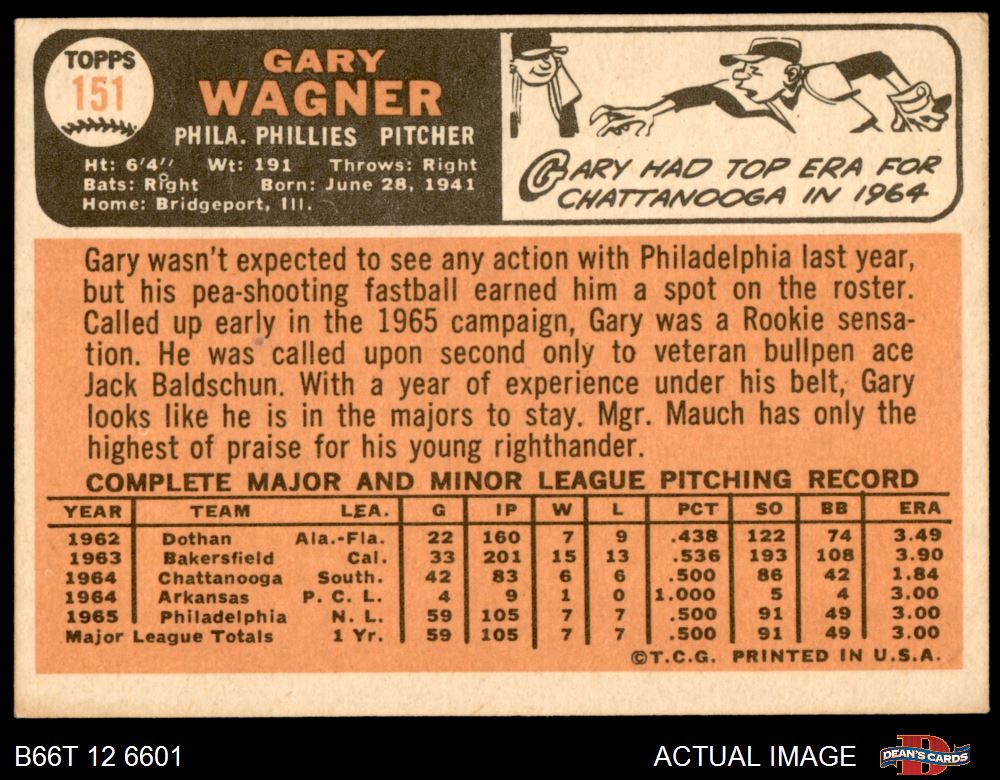 TOPPS
151
GARY
WAGNER
PHILA. PHILLIES PITCHER
Ht: 6'4" Wt: 191 Throws: Right
Bats: Right Born: June 28, 1941
Home: Bridgeport, Ill.
GARY HAD TOP ERA FOR
CHATTANOOGA IN 1964
Gary wasn't expected to see any action with Philadelphia last year,
but his pea-shooting fastball earned him a spot on the roster.
Called up early in the 1965 campaign, Gary was a Rookie sensa-
tion. He was called upon second only to veteran bullpen ace
Jack Baldschun. With a year of experience under his belt, Gary
looks like he is in the majors to stay. Mgr. Mauch has only the
highest of praise for his young righthander.
COMPLETE MAJOR AND MINOR LEAGUE PITCHING RECORD
YEAR TEAM LEA. G IP W L PCT SO BB ERA
1962 Dothan Ala.-Fla. 22 160 7 9 .438 122 74 3.49
1963 Bakersfield Cal. 33 201 15 13 .536 193 108 3.90
1964 Chattanooga South. 42 83 6 6 .500 86 42 1.84
1964 Arkansas P. C. L. 4 9 1 0 1.000 5 4 3.00
1965 Philadelphia N. L. 59 105 7 7 .500 91 49 3.00
Major League Totals 1 Yr. 59 105 7 7 .500 91 49 3.00
©T.C.G. PRINTED IN U.S.A.
B66T 12 6601 ACTUAL IMAGE DEAN'S CARDS